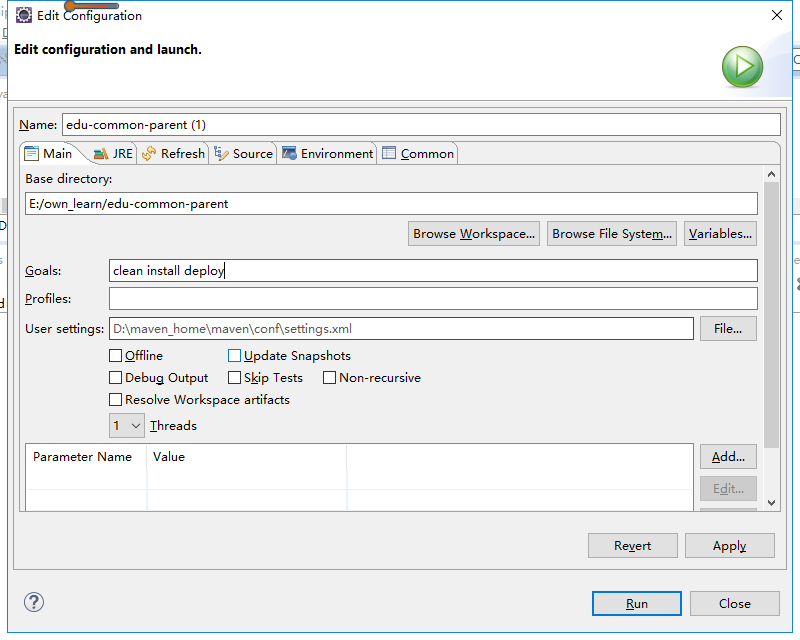 Edit Configuration
Edit configuration and launch.
Name: edu-common-parent (1)
Main JRE Refresh Source Environment Common
Base directory:
E:/own_learn/edu-common-parent
Browse Workspace... Browse File System... Variables...
Goals: clean install deploy
Profiles:
User settings: D:\maven_home\maven\conf\settings.xml File...
Offline Update Snapshots
Debug Output Skip Tests Non-recursive
Resolve Workspace artifacts
1 Threads
Parameter Name Value Add...
Edit...
Revert Apply
? Run Close